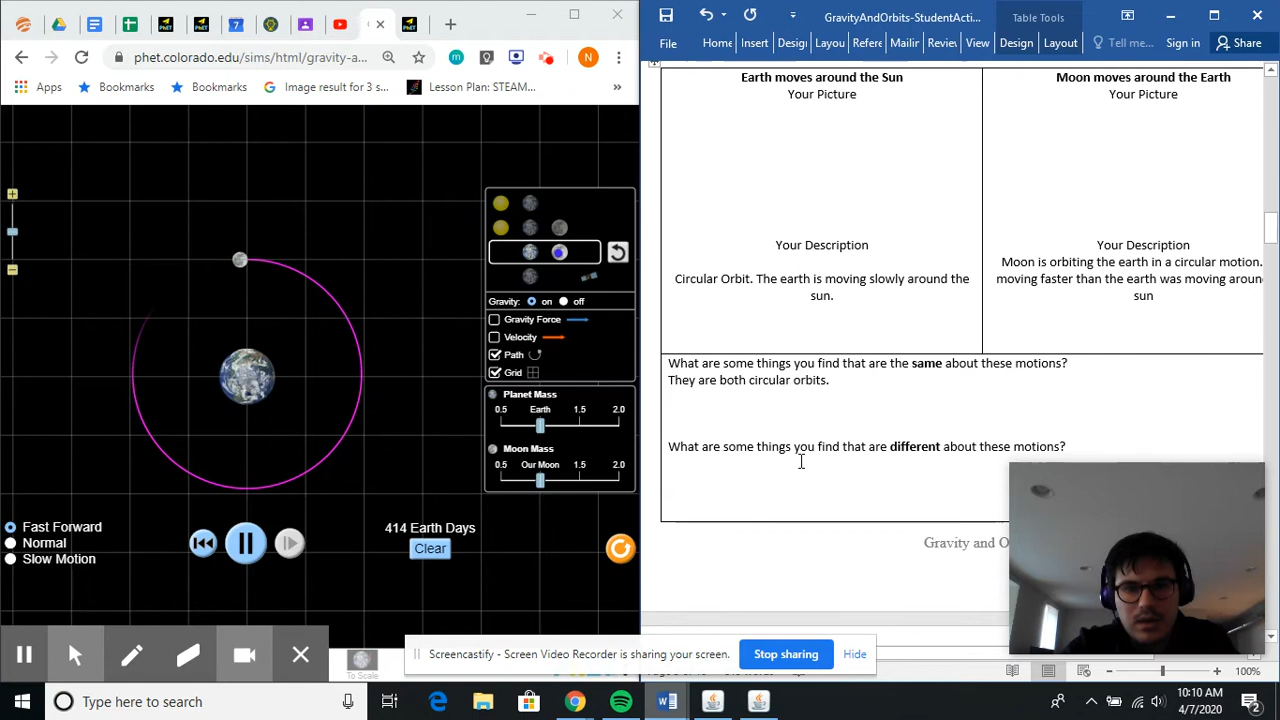 phet.colorado.edu/sims/html/gravity-a...
N
Apps
Bookmarks
Bookmarks
Image result for 3 s
Lesson Plan: STEAM...
»
Gravity:
on
off
Gravity Force
Velocity
Path
Grid
Planet Mass
0.5
Earth
1.5
2.0
Moon Mass
0.5
Our Moon
1.5
2.0
Fast Forward
Normal
Slow Motion
414 Earth Days
Clear
To Scale
GravityAndOrbits-StudentActi...
Table Tools
File
Home
Insert
Desig
Layou
Refere
Mailir
Revie
View
Design
Layout
Tell me...
Sign in
Share
Earth moves around the Sun
Your Picture
Your Description
Circular Orbit. The earth is moving slowly around the
sun.
Moon moves around the Earth
Your Picture
Your Description
Moon is orbiting the earth in a circular motion.
moving faster than the earth was moving aroun
sun
What are some things you find that are the same about these motions?
They are both circular orbits.
What are some things you find that are different about these motions?
Gravity and O
Screencastify - Screen Video Recorder is sharing your screen.
Stop sharing
Hide
100%
Type here to search
10:10 AM
4/7/2020
2